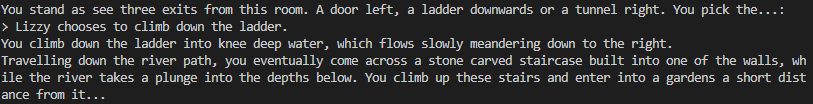 You stand as see three exits from this room. A door left, a ladder downwards or a tunnel right. You pick the...:
> Lizzy chooses to climb down the ladder.
You climb down the ladder into knee deep water, which flows slowly meandering down to the right.
Travelling down the river path, you eventually come across a stone carved staircase built into one of the walls, wh
ile the river takes a plunge into the depths below. You climb up these stairs and enter into a gardens a short dist
ance from it...